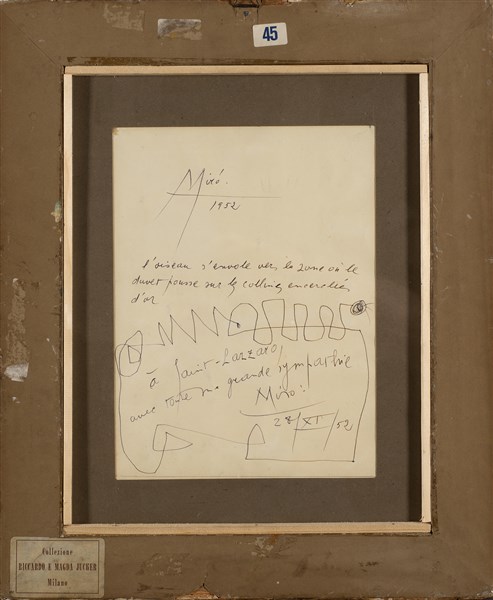 45
Miró.
1952
l'oiseau s'envole vers la zone où le
duvet pousse sur les collines encerclées
d'or
à Saint-Lazzaro,
avec toute ma grande sympathie
Miró.
28/XI/52
Collezione
RICCARDO E MAGDA JUCKER
Milano